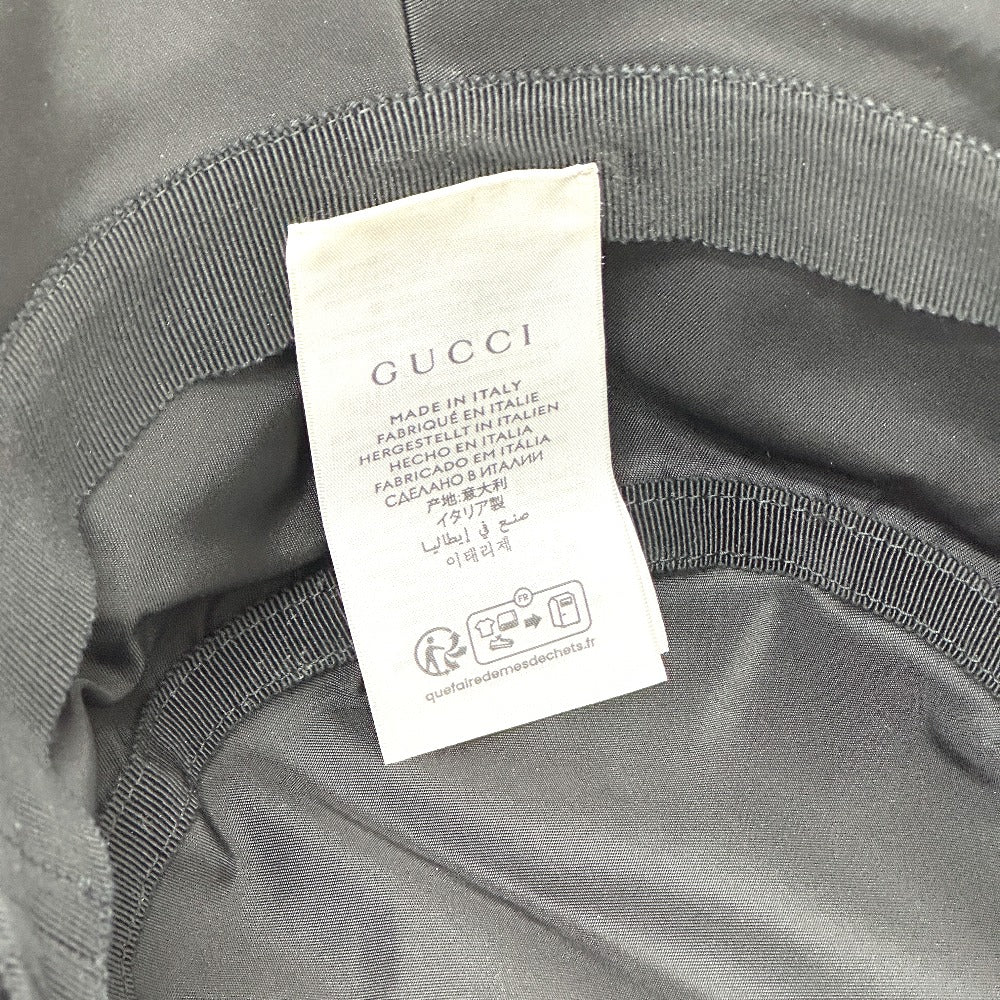 GUCCI
MADE IN ITALY
FABRIQUÉ EN ITALIE
HERGESTELLT IN ITALIEN
HECHO EN ITALIA
FABRICADO EM ITÁLIA
СДЕЛАНО В ИТАЛИИ
产地:意大利
イタリア製
صنع في إيطاليا
이태리제
FR
quefairedemesdechets.fr